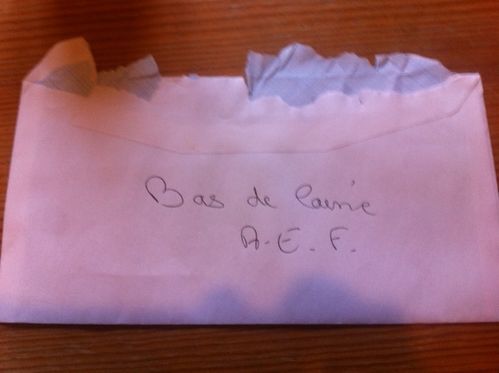 Bas de laine
A.E.F.